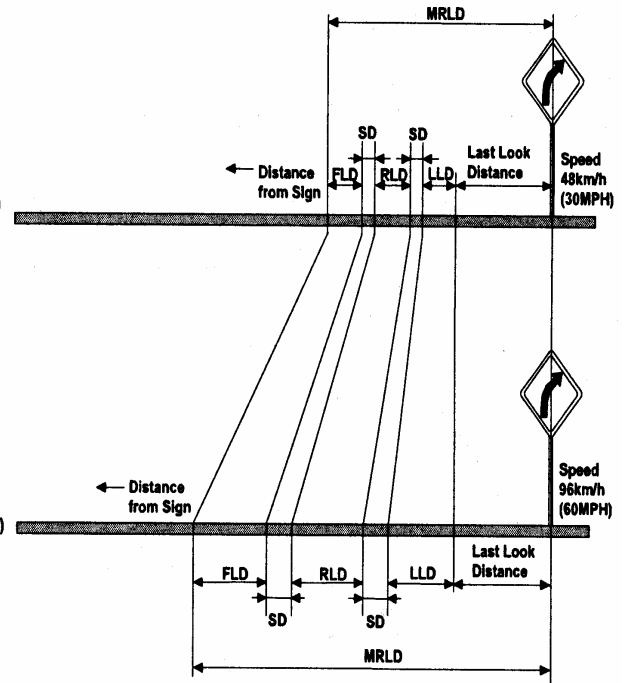 MRLD
SD SD
Last Look
Distance
Distance
from Sign
FLD RLD LLD
Speed
48km/h
(30MPH)
Distance
from Sign
Speed
96km/h
(60MPH)
)
Last Look
Distance
FLD RLD LLD
SD SD
MRLD